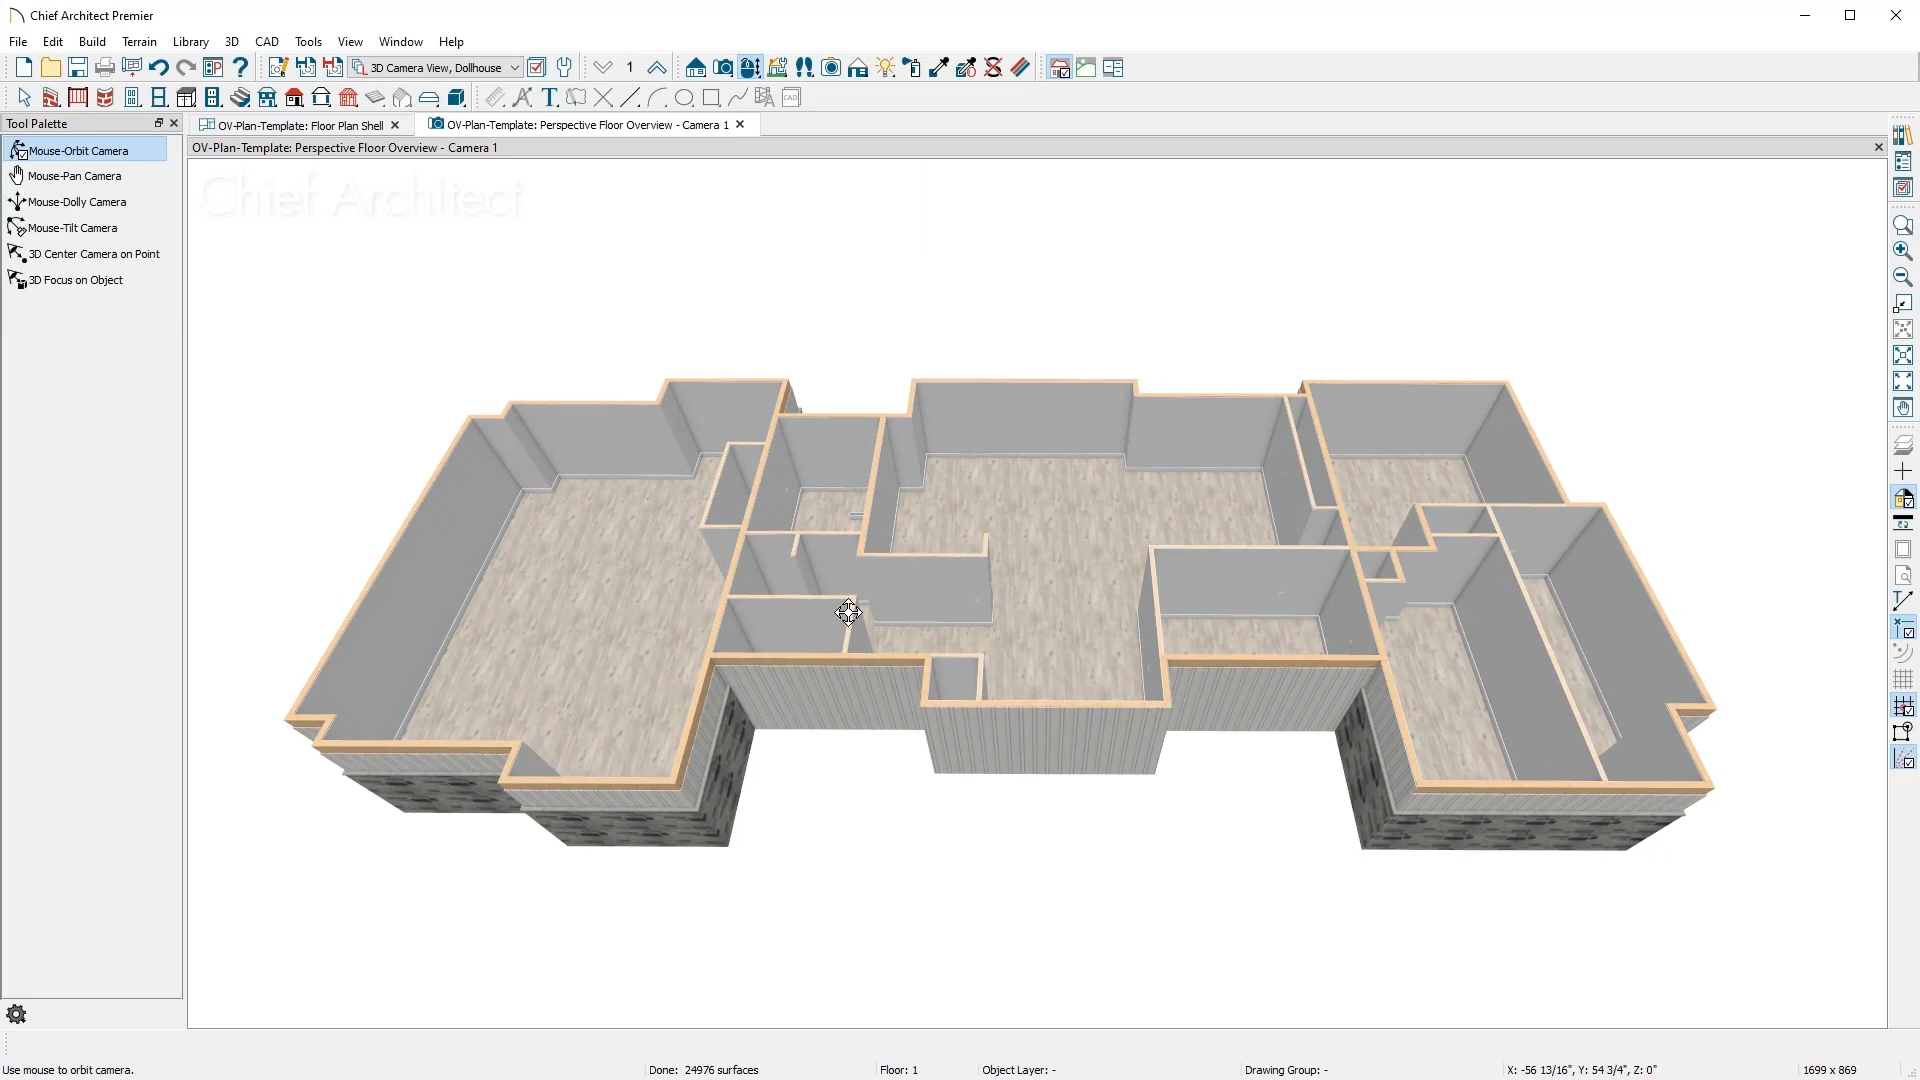 Chief Architect Premier
File Edit Build Terrain Library 3D CAD Tools View Window Help
1 3D Camera View, Dollhouse
Tool Palette
OV-Plan-Template: Floor Plan Shell
OV-Plan-Template: Perspective Floor Overview - Camera 1
OV-Plan-Template: Perspective Floor Overview - Camera 1
Mouse-Orbit Camera
Mouse-Pan Camera
Mouse-Dolly Camera
Mouse-Tilt Camera
3D Center Camera on Point
3D Focus on Object
Chief Architect
Use mouse to orbit camera. Done: 24976 surfaces Floor: 1 Object Layer: - Drawing Group: - X: -56 13/16", Y: 54 3/4", Z: 0" 1699 x 869